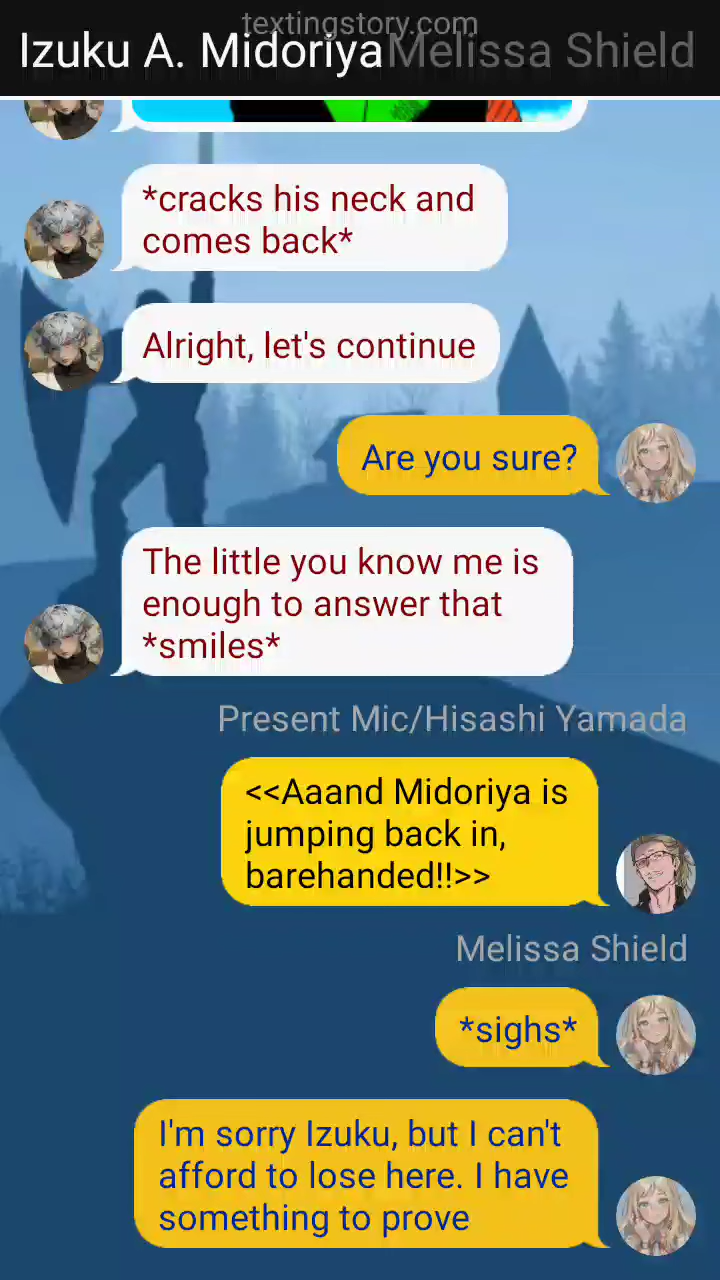 textingstory.com
Izuku A. Midoriya Melissa Shield
*cracks his neck and
comes back*
Alright, let's continue
Are you sure?
The little you know me is
enough to answer that
*smiles*
Present Mic/Hisashi Yamada
<<Aaand Midoriya is
jumping back in,
barehanded!!>>
Melissa Shield
*sighs*
I'm sorry Izuku, but I can't
afford to lose here. I have
something to prove